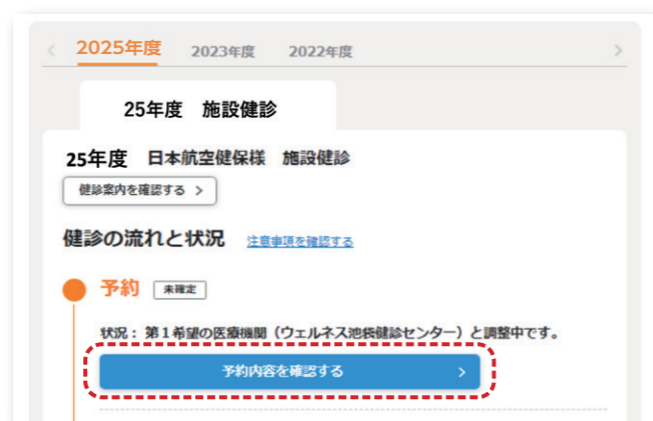 2025年度 2023年度 2022年度
25年度 施設健診
25年度 日本航空健保様 施設健診
健診案内を確認する
健診の流れと状況 注意事項を確認する
予約 未確定
状況： 第１希望の医療機関（ウェルネス池袋健診センター）と調整中です。
予約内容を確認する